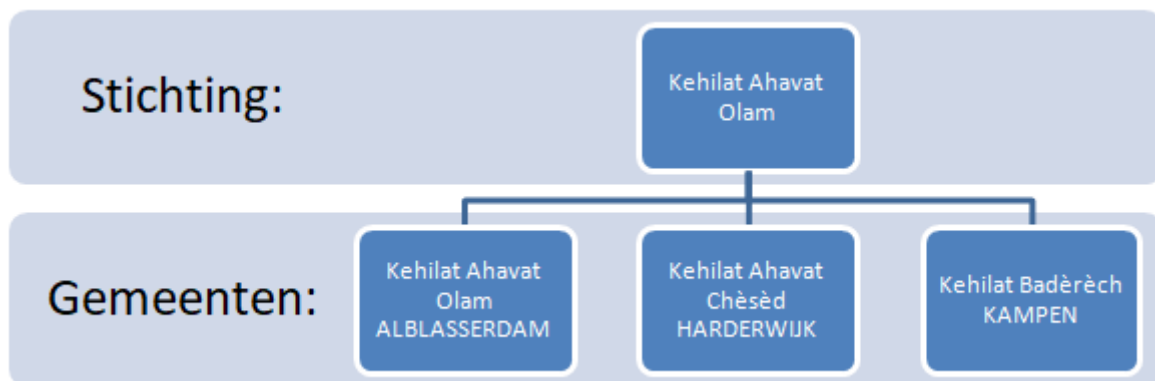 Stichting:
Kehilat Ahavat
Olam
Gemeenten:
Kehilat Ahavat
Olam
ALBLASSERDAM
Kehilat Ahavat
Chèsèd
HARDERWIJK
Kehilat Badèrèch
KAMPEN